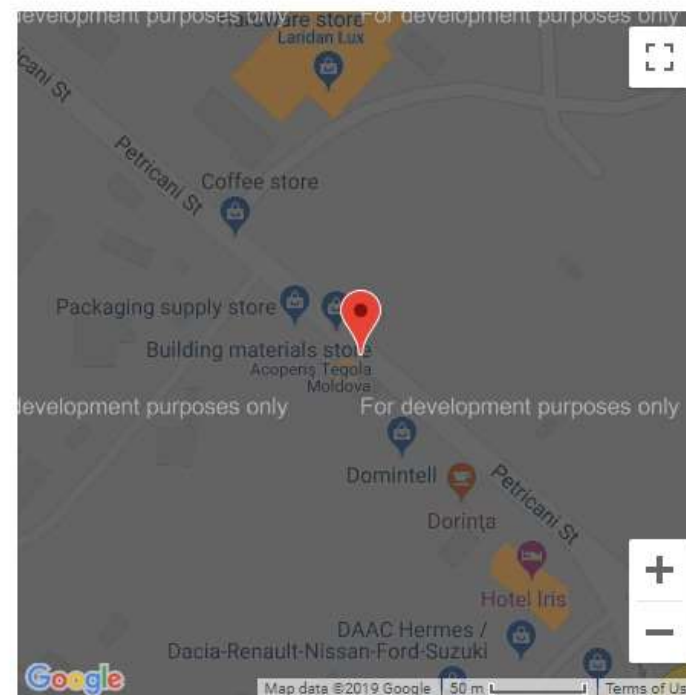 development purposes only For development purposes only
Hardware store
Laridan Lux
Petricani St
Coffee store
Packaging supply store
Building materials store
Acoperiș Tegola
Moldova
development purposes only For development purposes only
Domintell
Petricani St
Dorința
Hotel Iris
DAAC Hermes /
Dacia-Renault-Nissan-Ford-Suzuki
Google Map data ©2019 Google 50 m Terms of Us